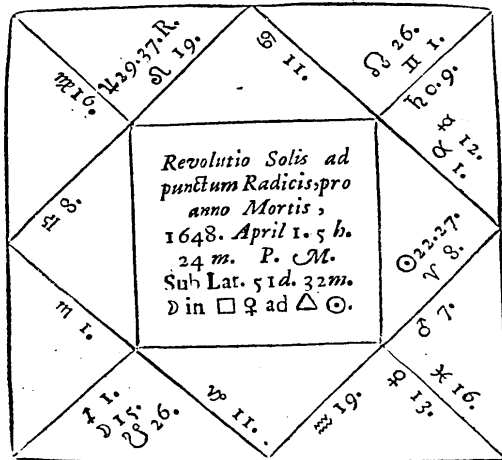 ♍16.
♃29.37.R.
♌ 19.
♋ 11.
☊ 26.
♊ 1.
♄ 0.9.
12.
♉ 1.
♎ 8.
Revolutio Solis ad
punctum Radicis, pro
anno Mortis,
1648. April 1. 5 h.
24 m. P. M.
Sub Lat. 51d. 32m.
☽ in □ ♀ ad △ ☉.
☉22.27.
♈ 8.
♂ 7.
♏ 1.
♐ 1.
☽15.
☋ 26.
♑ 11.
♒ 19.
♀ 13.
♓ 16.